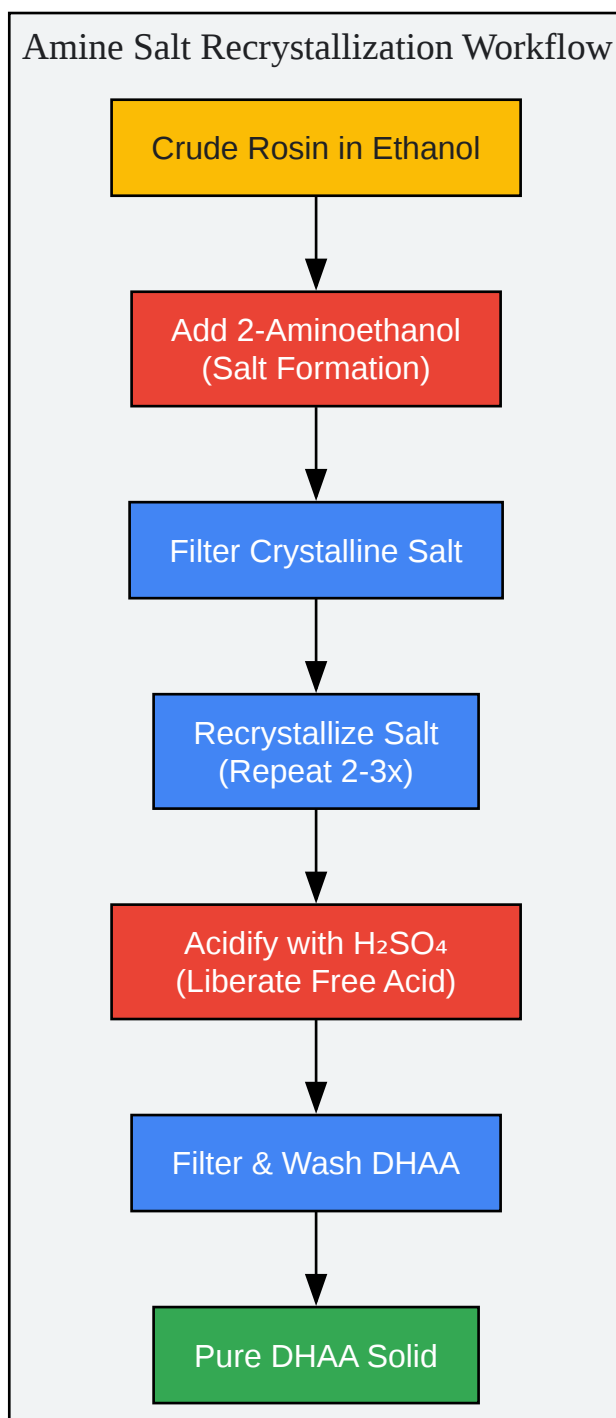 Amine Salt Recrystallization Workflow
Crude Rosin in Ethanol
Add 2-Aminoethanol
(Salt Formation)
Filter Crystalline Salt
Recrystallize Salt
(Repeat 2-3x)
Acidify with H₂SO₄
(Liberate Free Acid)
Filter & Wash DHAA
Pure DHAA Solid